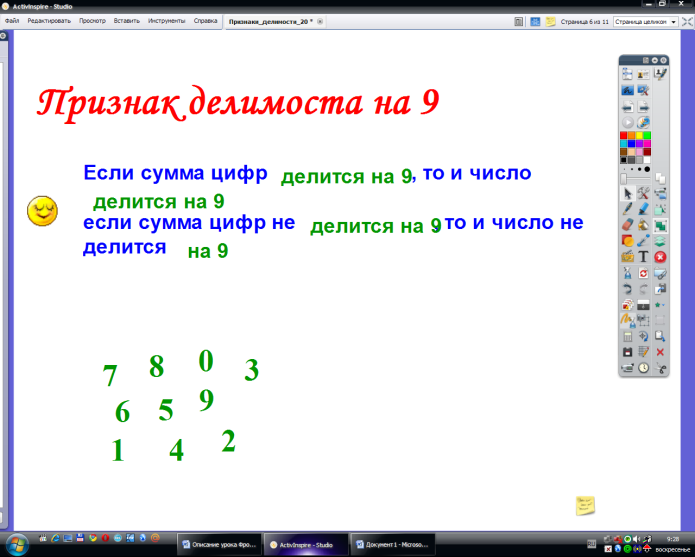 ActivInspire - Studio
Файл Редактировать Просмотр Вставить Инструменты Справка Признаки_делимости_20 * Страница 6 из 11 Страница целиком
Признак делимоста на 9
Если сумма цифр делится на 9, то и число
делится на 9
если сумма цифр не делится на 9, то и число не
делится на 9
7 8 0 3
6 5 9
1 4 2
Описание урока Фро... ActivInspire - Studio Документ1 - Microso... 9:28
воскресенье